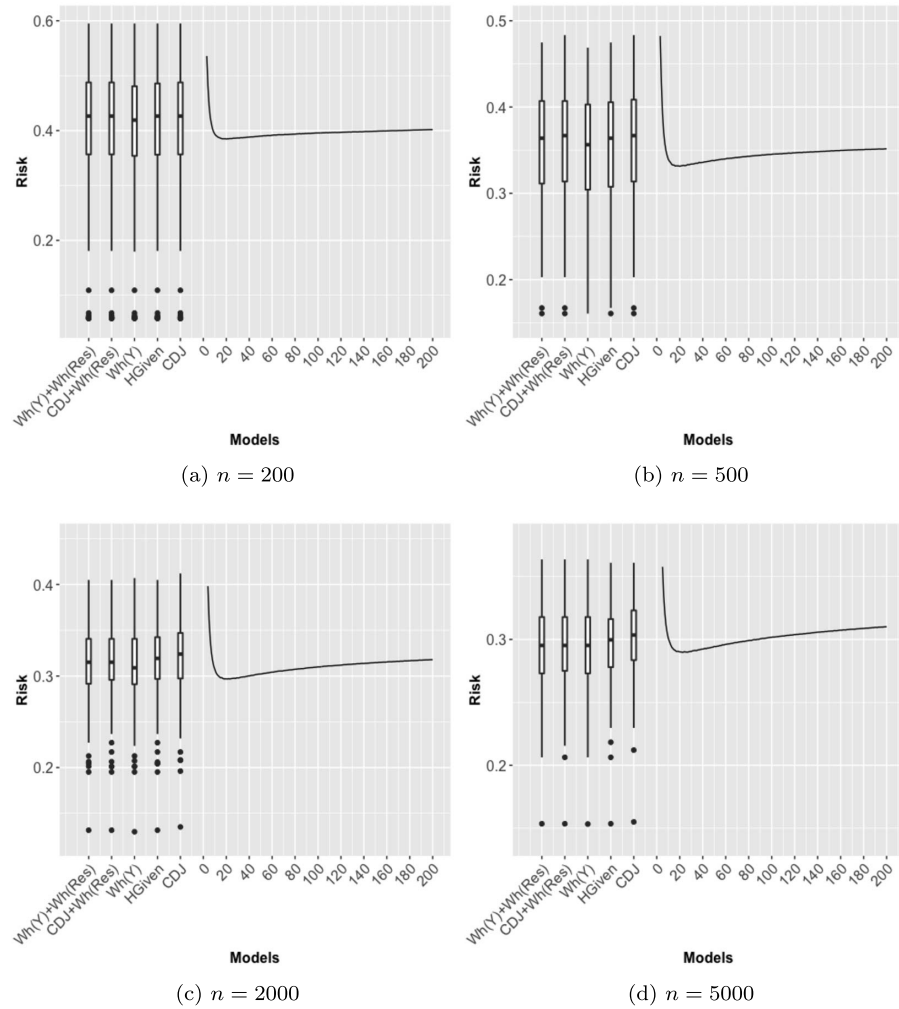 0.6
0.4
0.2
Risk
Wh(Y)+Wh(Res) CDJ+Wh(Res) Wh(Y) HGiven CDJ 0 20 40 60 80 100 120 140 160 180 200
Models
(a) n = 200
0.5
0.4
0.3
0.2
Risk
Wh(Y)+Wh(Res) CDJ+Wh(Res) Wh(Y) HGiven CDJ 0 20 40 60 80 100 120 140 160 180 200
Models
(b) n = 500
0.4
0.3
0.2
Risk
Wh(Y)+Wh(Res) CDJ+Wh(Res) Wh(Y) HGiven CDJ 0 20 40 60 80 100 120 140 160 180 200
Models
(c) n = 2000
0.3
0.2
Risk
Wh(Y)+Wh(Res) CDJ+Wh(Res) Wh(Y) HGiven CDJ 0 20 40 60 80 100 120 140 160 180 200
Models
(d) n = 5000